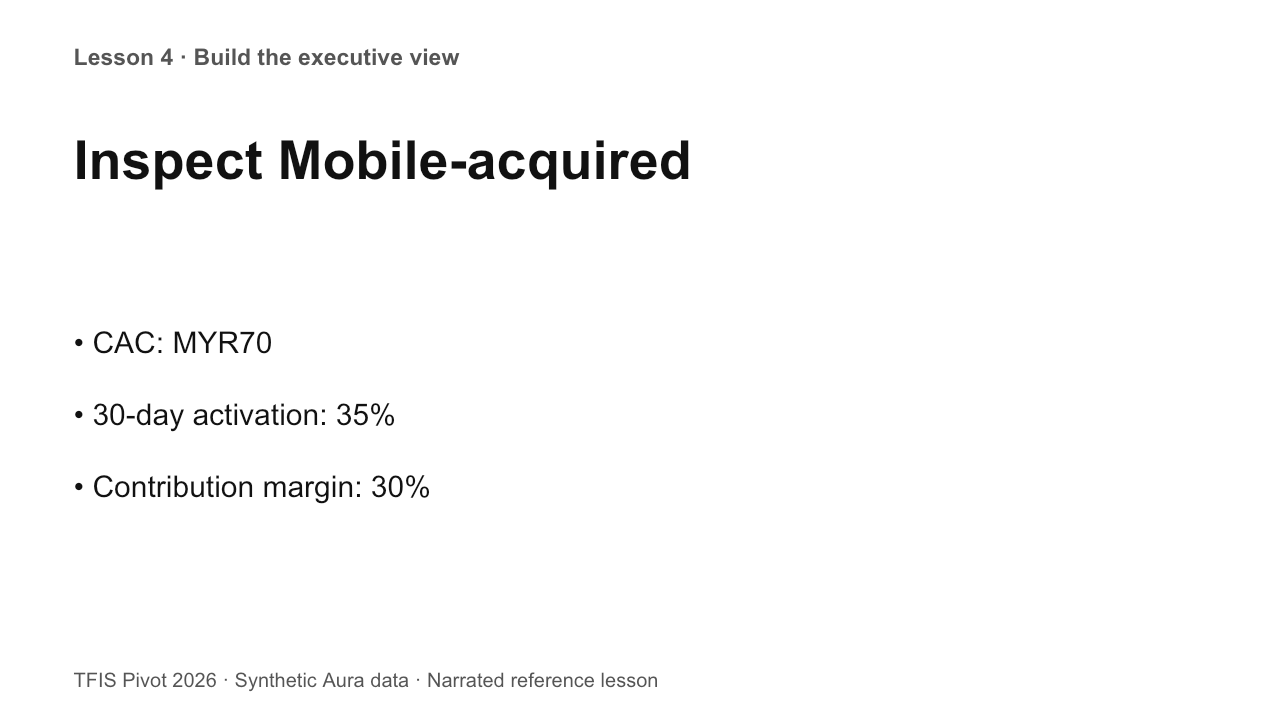 Lesson 4 · Build the executive view
Inspect Mobile-acquired
• CAC: MYR70
• 30-day activation: 35%
• Contribution margin: 30%
TFIS Pivot 2026 · Synthetic Aura data · Narrated reference lesson